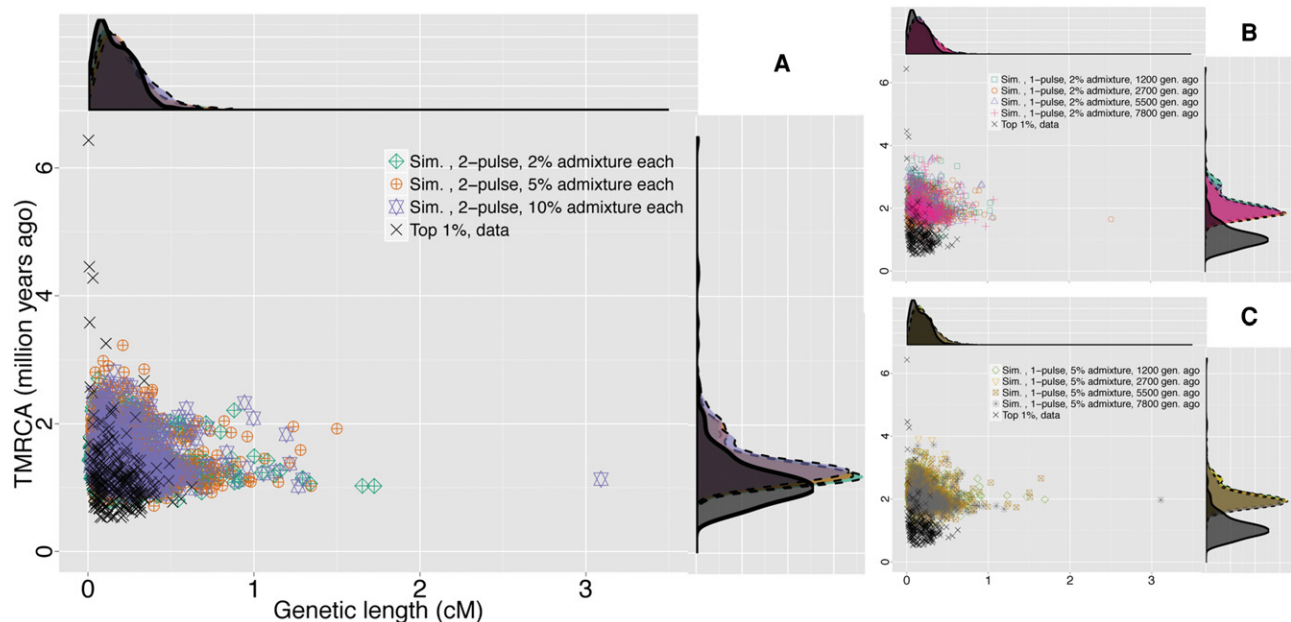 A
Sim. , 2−pulse, 2% admixture each
Sim. , 2−pulse, 5% admixture each
Sim. , 2−pulse, 10% admixture each
Top 1%, data
TMRCA (million years ago)
6
4
2
0
0
1
2
3
Genetic length (cM)
B
Sim. , 1−pulse, 2% admixture, 1200 gen. ago
Sim. , 1−pulse, 2% admixture, 2700 gen. ago
Sim. , 1−pulse, 2% admixture, 5500 gen. ago
Sim. , 1−pulse, 2% admixture, 7800 gen. ago
Top 1%, data
6
4
2
0
0
1
2
3
C
Sim. , 1−pulse, 5% admixture, 1200 gen. ago
Sim. , 1−pulse, 5% admixture, 2700 gen. ago
Sim. , 1−pulse, 5% admixture, 5500 gen. ago
Sim. , 1−pulse, 5% admixture, 7800 gen. ago
Top 1%, data
6
4
2
0
0
1
2
3